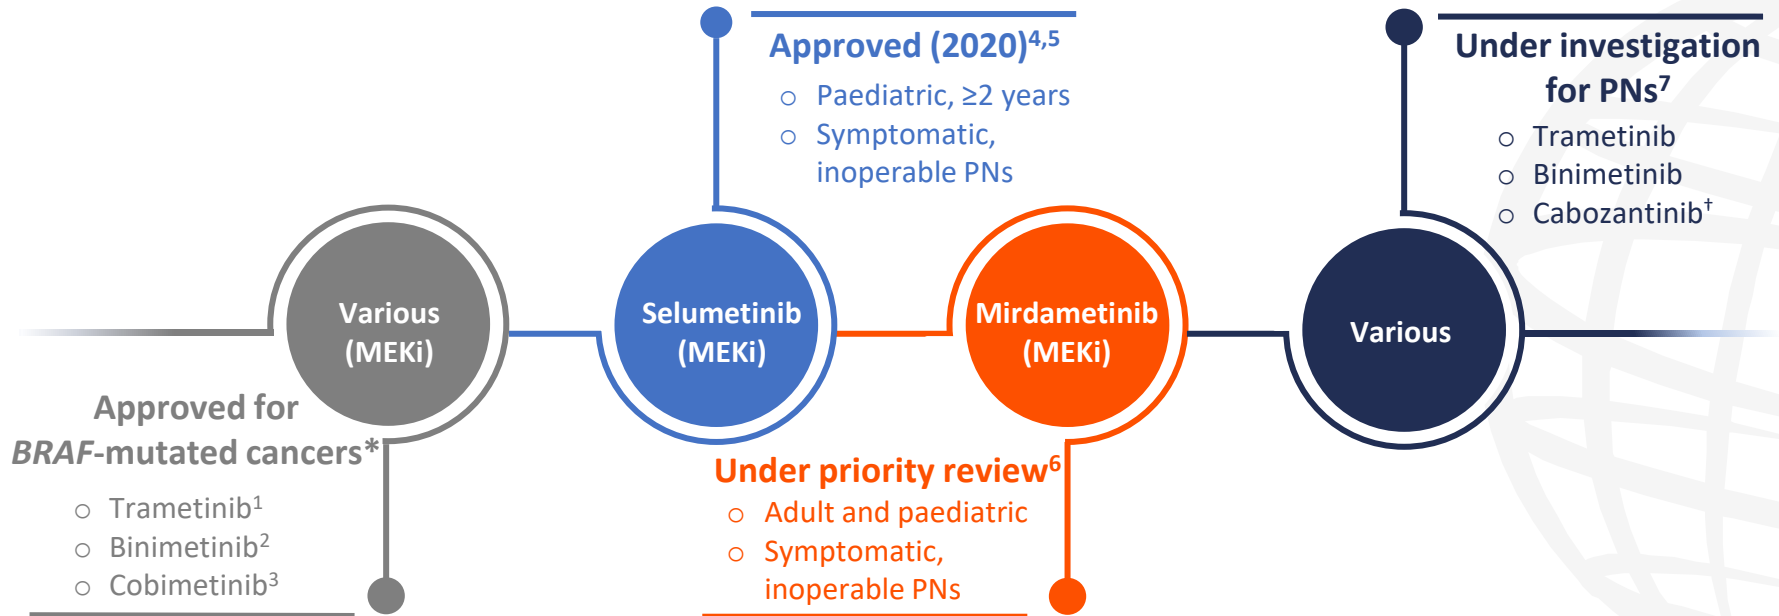 Various
(MEKi)
Approved for
BRAF-mutated cancers*
○ Trametinib¹
○ Binimetinib²
○ Cobimetinib³
Selumetinib
(MEKi)
Approved (2020)⁴,⁵
○ Paediatric, ≥2 years
○ Symptomatic,
inoperable PNs
Mirdametinib
(MEKi)
Under priority review⁶
○ Adult and paediatric
○ Symptomatic,
inoperable PNs
Various
Under investigation
for PNs⁷
○ Trametinib
○ Binimetinib
○ Cabozantinib†